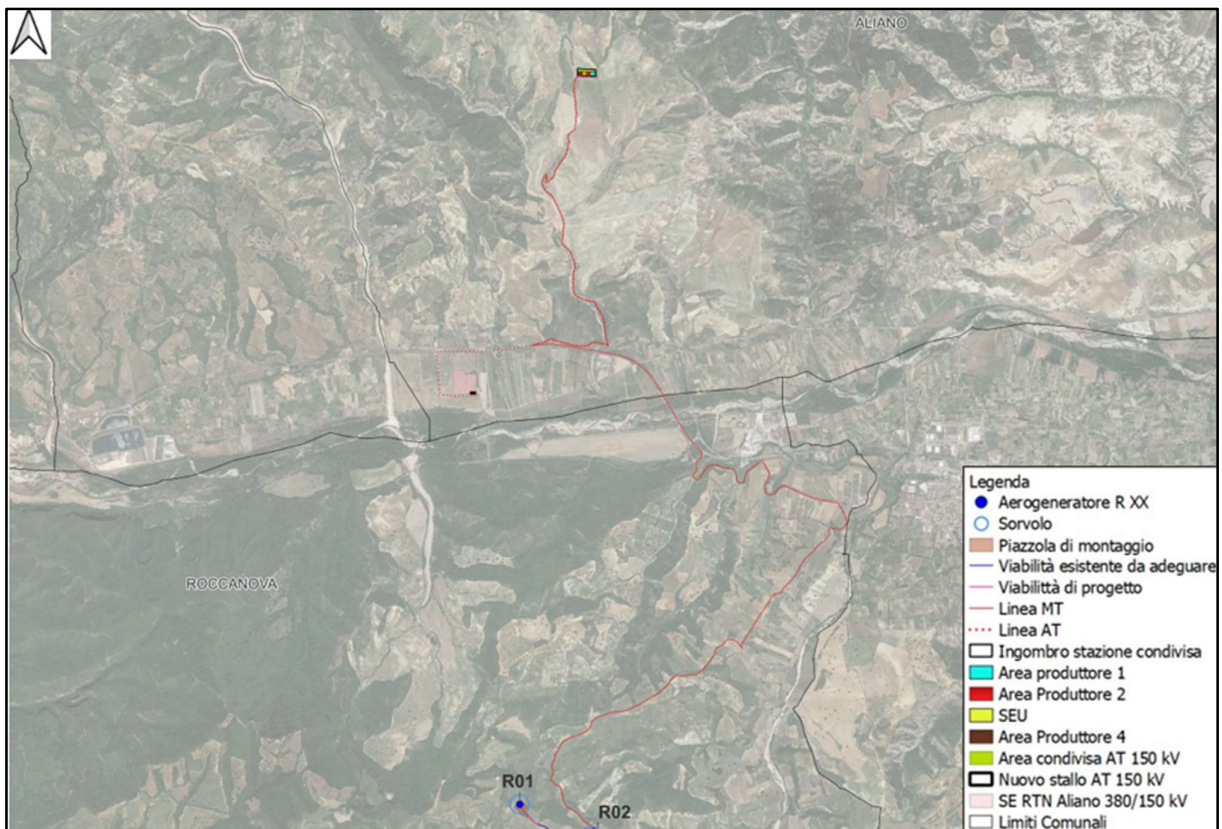 ALIANO
ROCCANOVA
R01
R02
Legenda
Aerogeneratore R XX
Sorvolo
Piazzola di montaggio
Viabilità esistente da adeguare
Viabilittà di progetto
Linea MT
Linea AT
Ingombro stazione condivisa
Area produttore 1
Area Produttore 2
SEU
Area Produttore 4
Area condivisa AT 150 kV
Nuovo stallo AT 150 kV
SE RTN Aliano 380/150 kV
Limiti Comunali